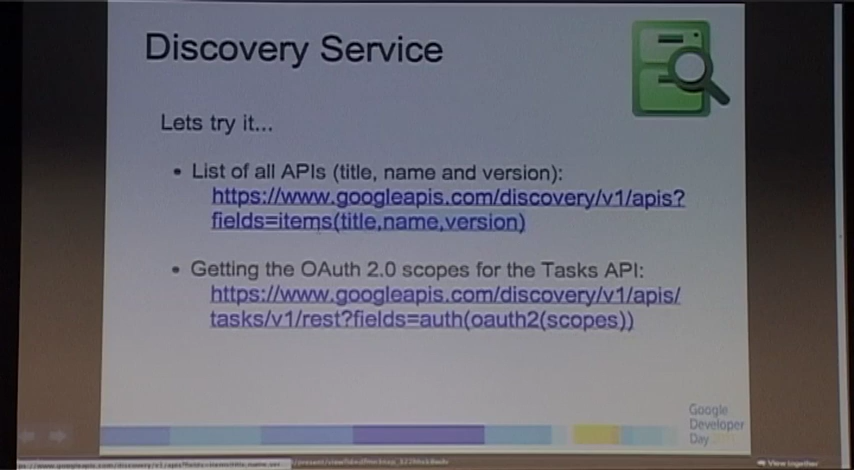 Discovery Service
Lets try it...
• List of all APIs (title, name and version):
https://www.googleapis.com/discovery/v1/apis?
fields=items(title,name,version)
• Getting the OAuth 2.0 scopes for the Tasks API:
https://www.googleapis.com/discovery/v1/apis/
tasks/v1/rest?fields=auth(oauth2(scopes))
Google
Developer
Day
View together